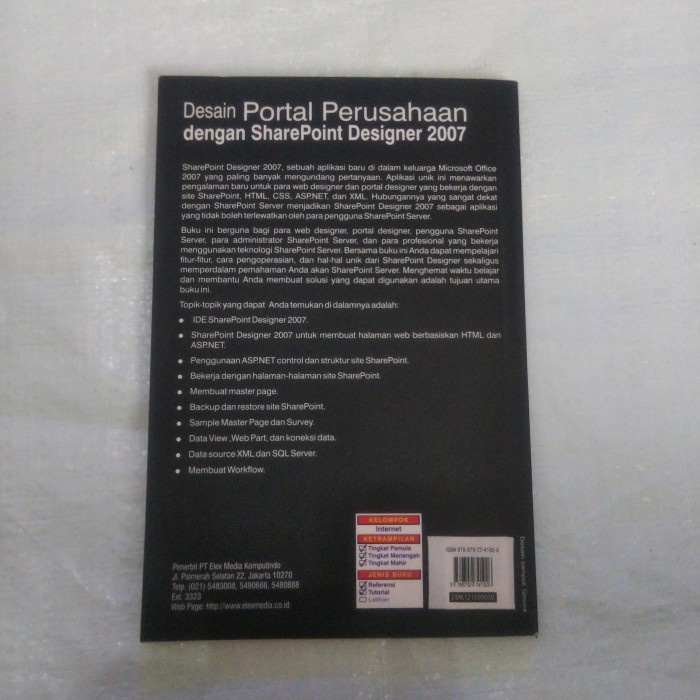 Desain Portal Perusahaan
dengan SharePoint Designer 2007
SharePoint Designer 2007, sebuah aplikasi baru di dalam keluarga Microsoft Office
2007 yang paling banyak mengundang pertanyaan. Aplikasi unik ini menawarkan
pengalaman baru untuk para web designer dan portal designer yang bekerja dengan
site SharePoint, HTML, CSS, ASP.NET, dan XML. Hubungannya yang sangat dekat
dengan SharePoint Server menjadikan SharePoint Designer 2007 sebagai aplikasi
yang tidak boleh terlewatkan oleh para pengguna SharePoint Server.
Buku ini berguna bagi para web designer, portal designer, pengguna SharePoint
Server, para administrator SharePoint Server, dan para profesional yang bekerja
menggunakan teknologi SharePoint Server. Bersama buku ini Anda dapat mempelajari
fitur-fitur, cara pengoperasian, dan hal-hal unik dari SharePoint Designer sekaligus
memperdalam pemahaman Anda akan SharePoint Server. Menghemat waktu belajar
dan membantu Anda membuat solusi yang dapat digunakan adalah tujuan utama
buku ini.
Topik-topik yang dapat Anda temukan di dalamnya adalah:
• IDE SharePoint Designer 2007.
• SharePoint Designer 2007 untuk membuat halaman web berbasiskan HTML dan
ASP.NET.
• Penggunaan ASP.NET control dan struktur site SharePoint.
• Bekerja dengan halaman-halaman site SharePoint.
• Membuat master page.
• Backup dan restore site SharePoint.
• Sample Master Page dan Survey.
• Data View ,Web Part, dan koneksi data.
• Data source XML dan SQL Server.
• Membuat Workflow.
Penerbit PT Elex Media Komputindo
Jl. Palmerah Selatan 22, Jakarta 10270
Telp. (021) 5483008, 5490666, 5480888
Ext. 3323
Web Page: http://www.elexmedia.co.id
KELOMPOK
Internet
KETRAMPILAN
Tingkat Pemula
Tingkat Menengah
Tingkat Mahir
JENIS BUKU
Referensi
Tutorial
Latihan
Desain sampul: